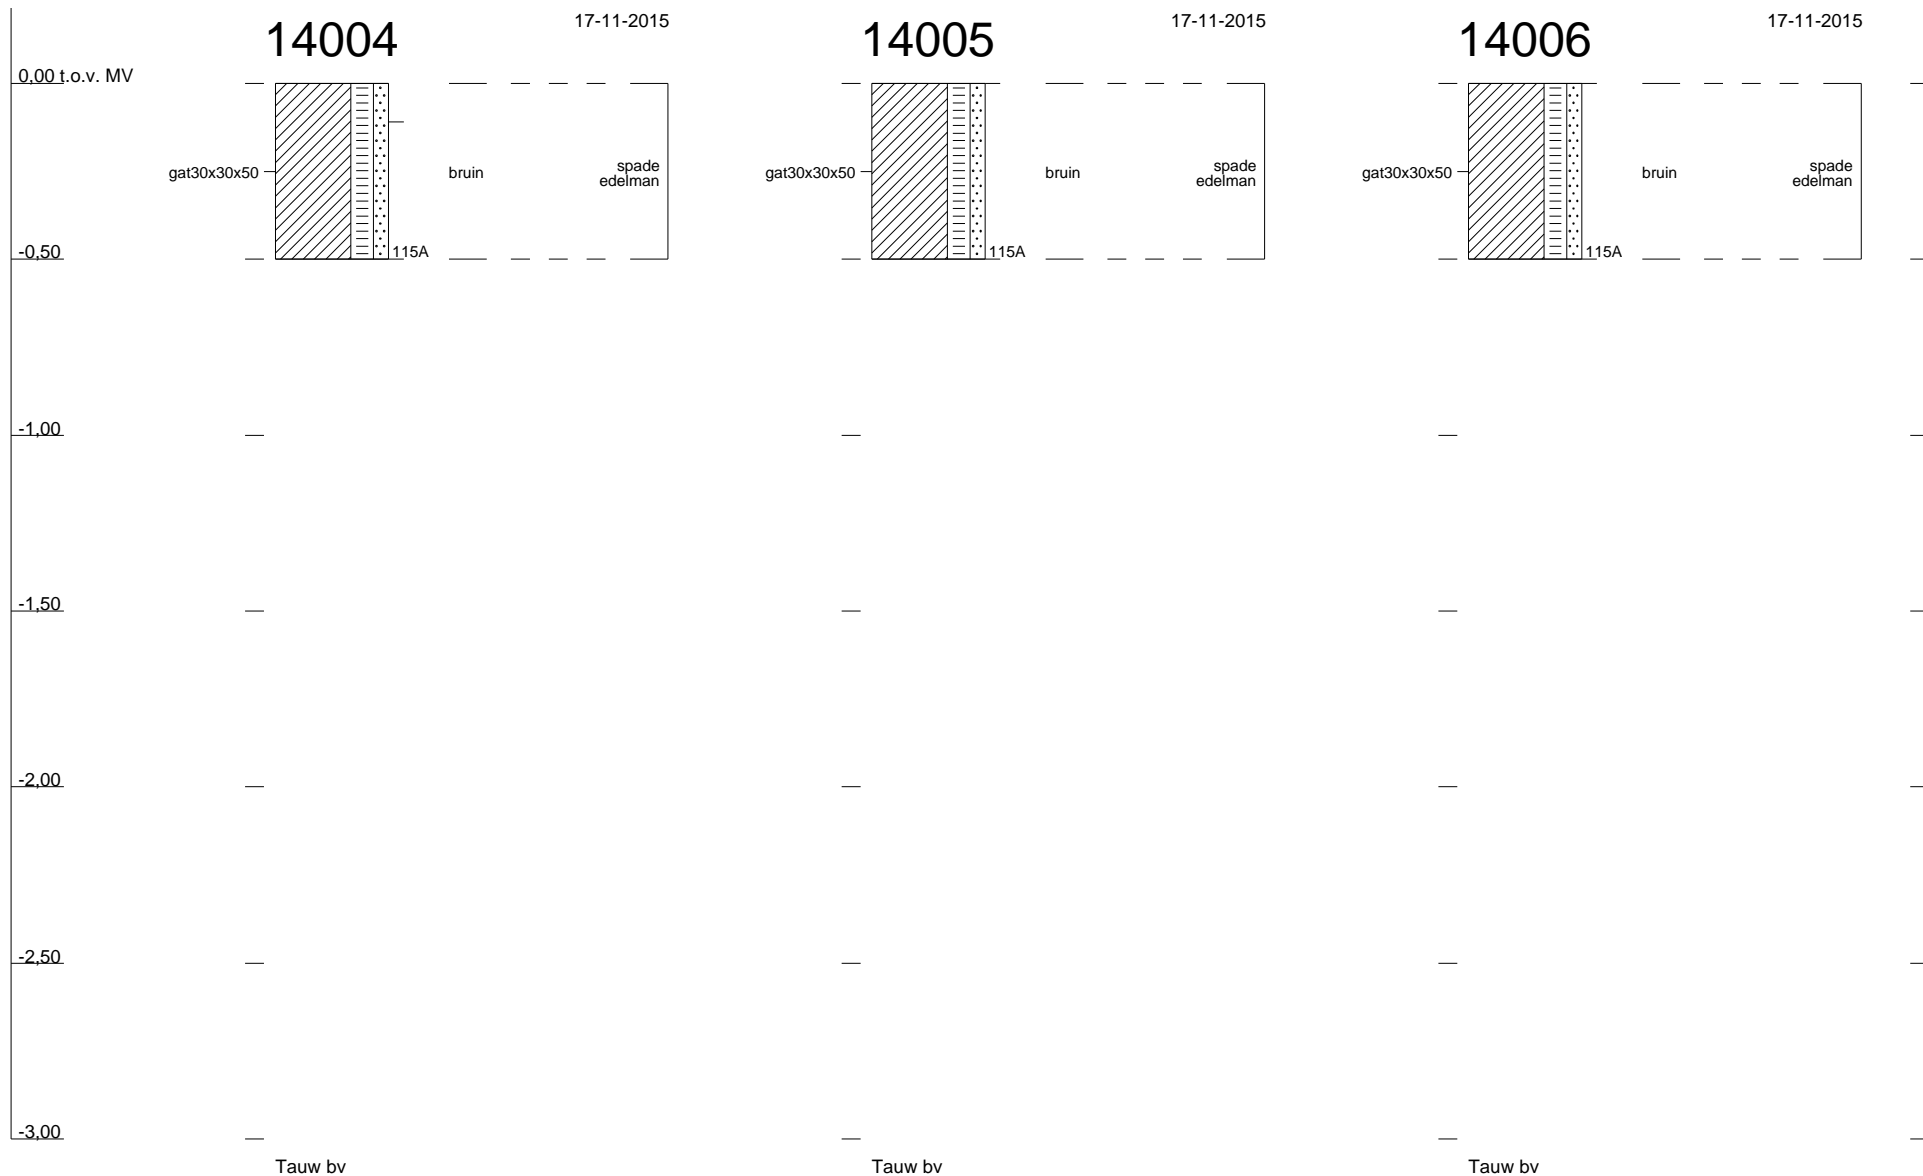 14004
17-11-2015
14005
17-11-2015
14006
17-11-2015
0,00 t.o.v. MV
gat30x30x50
bruin
spade
edelman
115A
gat30x30x50
bruin
spade
edelman
115A
gat30x30x50
bruin
spade
edelman
115A
-0,50
-1,00
-1,50
-2,00
-2,50
-3,00
Tauw bv
Tauw bv
Tauw bv